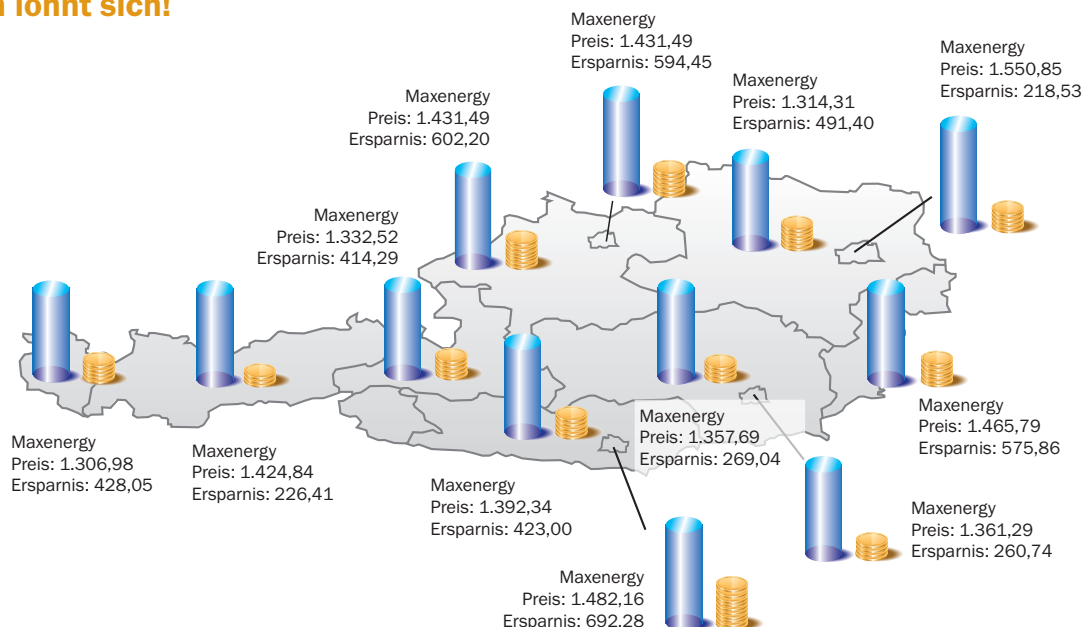 lohnt sich!
Maxenergy
Preis: 1.431,49
Ersparnis: 594,45
Maxenergy
Preis: 1.550,85
Ersparnis: 218,53
Maxenergy
Preis: 1.314,31
Ersparnis: 491,40
Maxenergy
Preis: 1.431,49
Ersparnis: 602,20
Maxenergy
Preis: 1.332,52
Ersparnis: 414,29
Maxenergy
Preis: 1.306,98
Ersparnis: 428,05
Maxenergy
Preis: 1.424,84
Ersparnis: 226,41
Maxenergy
Preis: 1.392,34
Ersparnis: 423,00
Maxenergy
Preis: 1.357,69
Ersparnis: 269,04
Maxenergy
Preis: 1.465,79
Ersparnis: 575,86
Maxenergy
Preis: 1.361,29
Ersparnis: 260,74
Maxenergy
Preis: 1.482,16
Ersparnis: 692,28